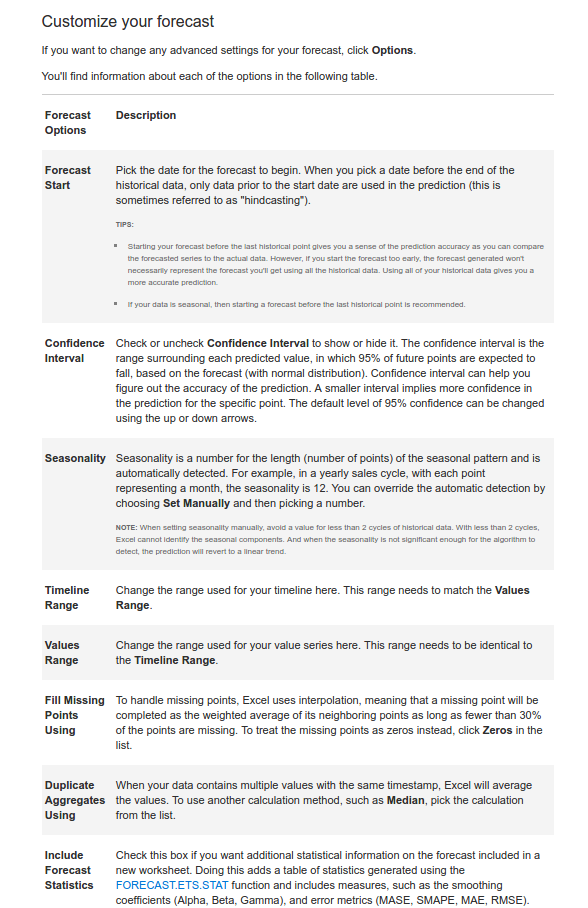 Customize your forecast
If you want to change any advanced settings for your forecast, click Options.
You'll find information about each of the options in the following table.
Forecast
Options
Description
Forecast
Start
Pick the date for the forecast to begin. When you pick a date before the end of the
historical data, only data prior to the start date are used in the prediction (this is
sometimes referred to as "hindcasting").
TIPS:
Starting your forecast before the last historical point gives you a sense of the prediction accuracy as you can compare
the forecasted series to the actual data. However, if you start the forecast too early, the forecast generated won't
necessarily represent the forecast you'll get using all the historical data. Using all of your historical data gives you a
more accurate prediction.
If your data is seasonal, then starting a forecast before the last historical point is recommended.
Confidence
Interval
Check or uncheck Confidence Interval to show or hide it. The confidence interval is the
range surrounding each predicted value, in which 95% of future points are expected to
fall, based on the forecast (with normal distribution). Confidence interval can help you
figure out the accuracy of the prediction. A smaller interval implies more confidence in
the prediction for the specific point. The default level of 95% confidence can be changed
using the up or down arrows.
Seasonality
Seasonality is a number for the length (number of points) of the seasonal pattern and is
automatically detected. For example, in a yearly sales cycle, with each point
representing a month, the seasonality is 12. You can override the automatic detection by
choosing Set Manually and then picking a number.
NOTE: When setting seasonality manually, avoid a value for less than 2 cycles of historical data. With less than 2 cycles,
Excel cannot identify the seasonal components. And when the seasonality is not significant enough for the algorithm to
detect, the prediction will revert to a linear trend.
Timeline
Range
Change the range used for your timeline here. This range needs to match the Values
Range.
Values
Range
Change the range used for your value series here. This range needs to be identical to
the Timeline Range.
Fill Missing
Points
Using
To handle missing points, Excel uses interpolation, meaning that a missing point will be
completed as the weighted average of its neighboring points as long as fewer than 30%
of the points are missing. To treat the missing points as zeros instead, click Zeros in the
list.
Duplicate
Aggregates
Using
When your data contains multiple values with the same timestamp, Excel will average
the values. To use another calculation method, such as Median, pick the calculation
from the list.
Include
Forecast
Statistics
Check this box if you want additional statistical information on the forecast included in a
new worksheet. Doing this adds a table of statistics generated using the
FORECAST.ETS.STAT function and includes measures, such as the smoothing
coefficients (Alpha, Beta, Gamma), and error metrics (MASE, SMAPE, MAE, RMSE).